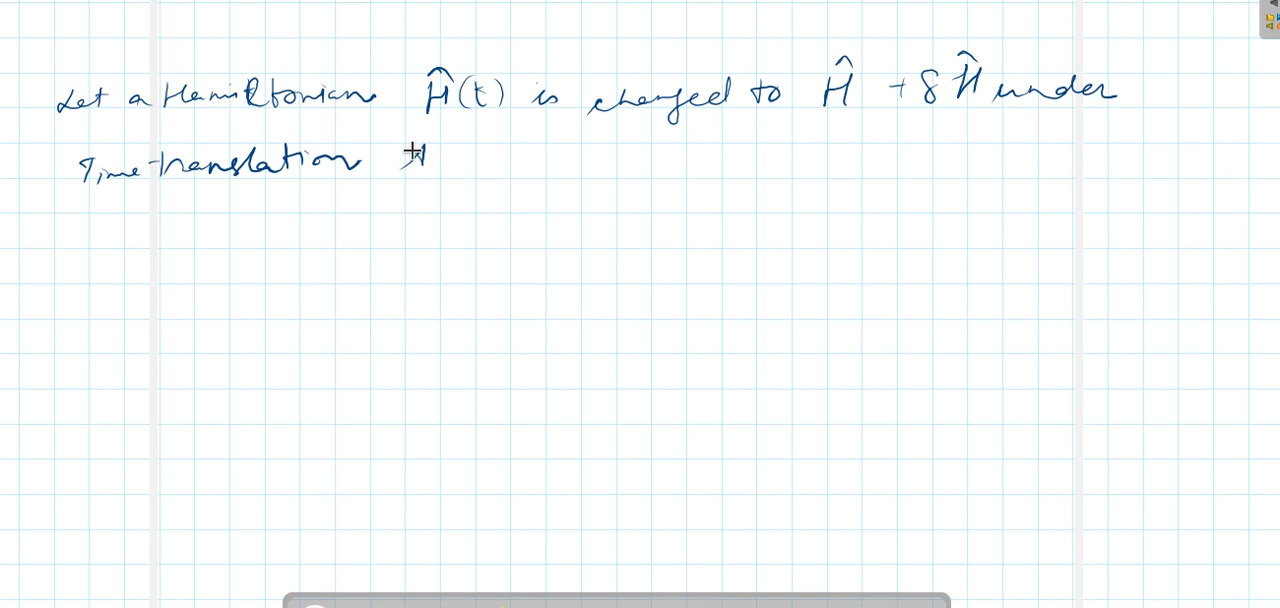 Let a Hamiltonian Ĥ(t) is changed to Ĥ + δĤ under
Time-translation